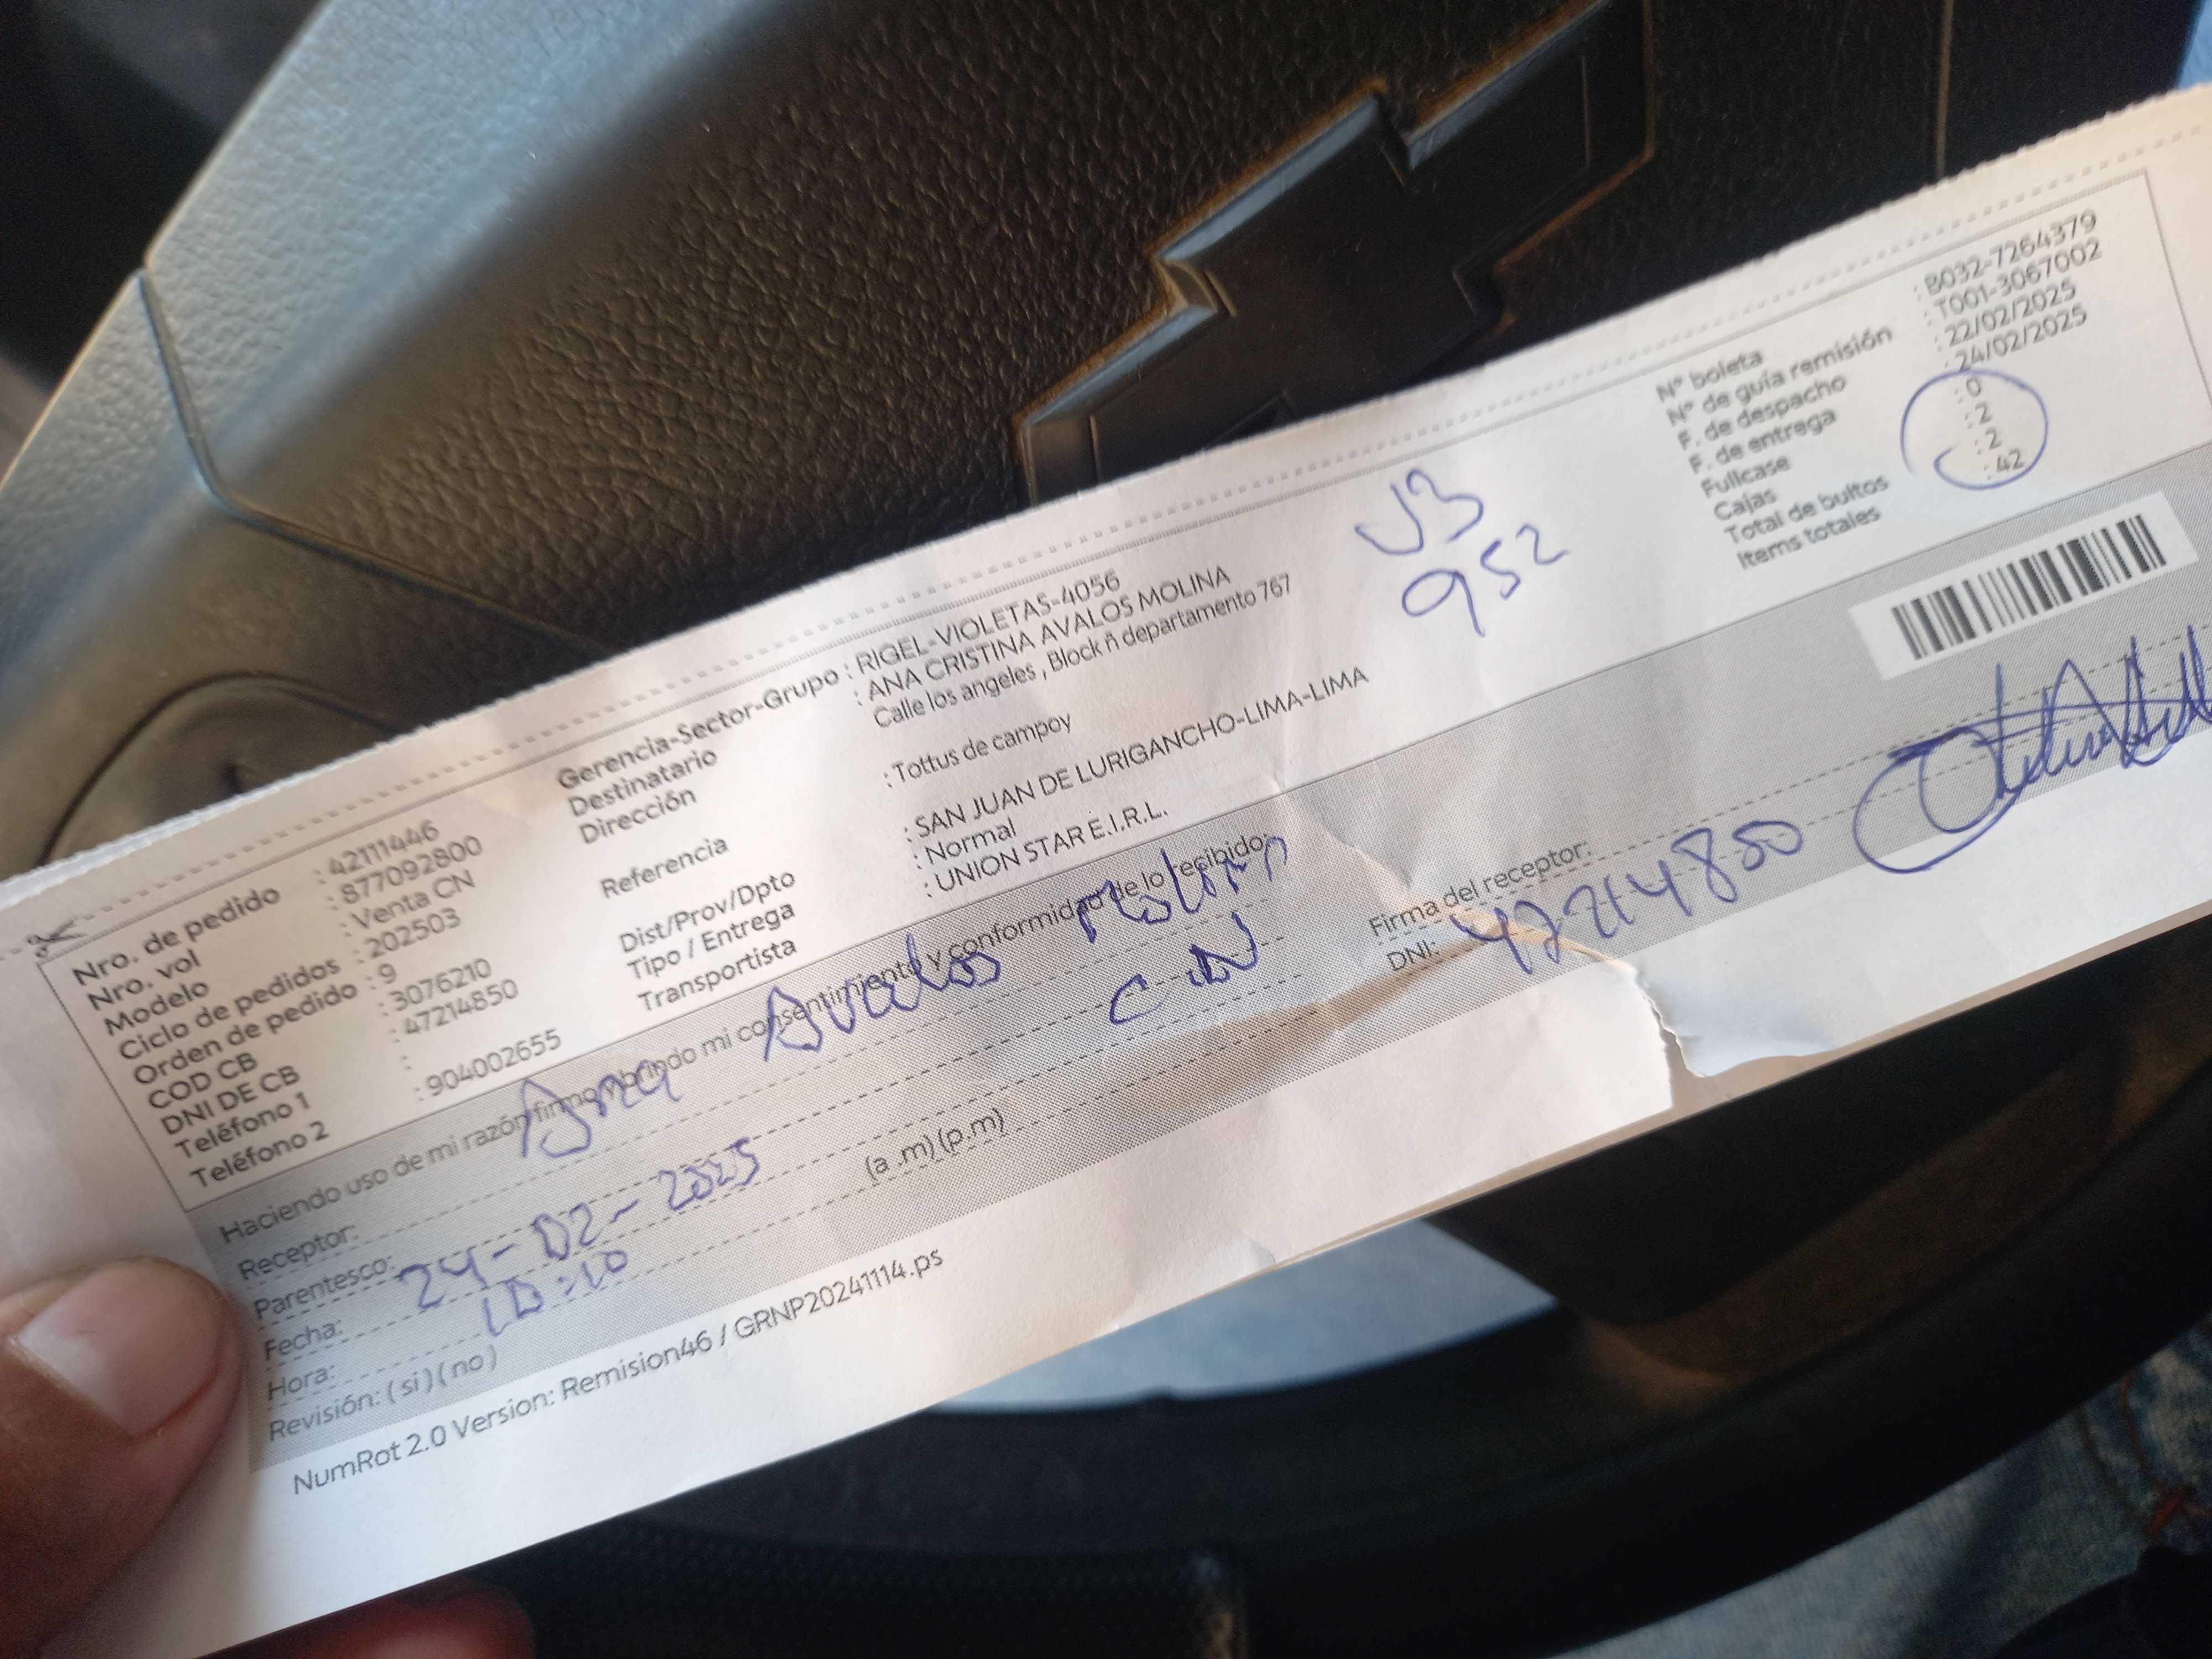 Nro. de pedido : 42111446
Nro. vol : 877092800
Modelo : Venta CN
Ciclo de pedidos : 202503
Orden de pedido : 9
COD CB : 3076210
DNI DE CB : 47214850
Teléfono 1 :
Teléfono 2 : 904002655
Gerencia-Sector-Grupo : RIGEL-VIOLETAS-4056
Destinatario : ANA CRISTINA AVALOS MOLINA
Dirección Calle los angeles , Block ñ departamento 767
Referencia : Tottus de campoy
Dist/Prov/Dpto : SAN JUAN DE LURIGANCHO-LIMA-LIMA
Tipo / Entrega : Normal
Transportista : UNION STAR E.I.R.L.
952
N° boleta : B032-7264379
N° de guía remisión : T001-3067002
F. de despacho : 22/02/2025
F. de entrega : 24/02/2025
Fullcase : 0
Cajas : 2
Total de bultos : 2
Items totales : 42
Haciendo uso de mi razón firmo y brindo mi consentimiento y conformidad de lo recibido:
Receptor: Ana Avalos Molina
Parentesco:
Fecha: 24-02-2025
Hora: 10:10 (a .m) (p.m)
Revisión: ( si ) ( no )
Firma del receptor:
DNI: 47214850
NumRot 2.0 Version: Remision46 / GRNP20241114.ps